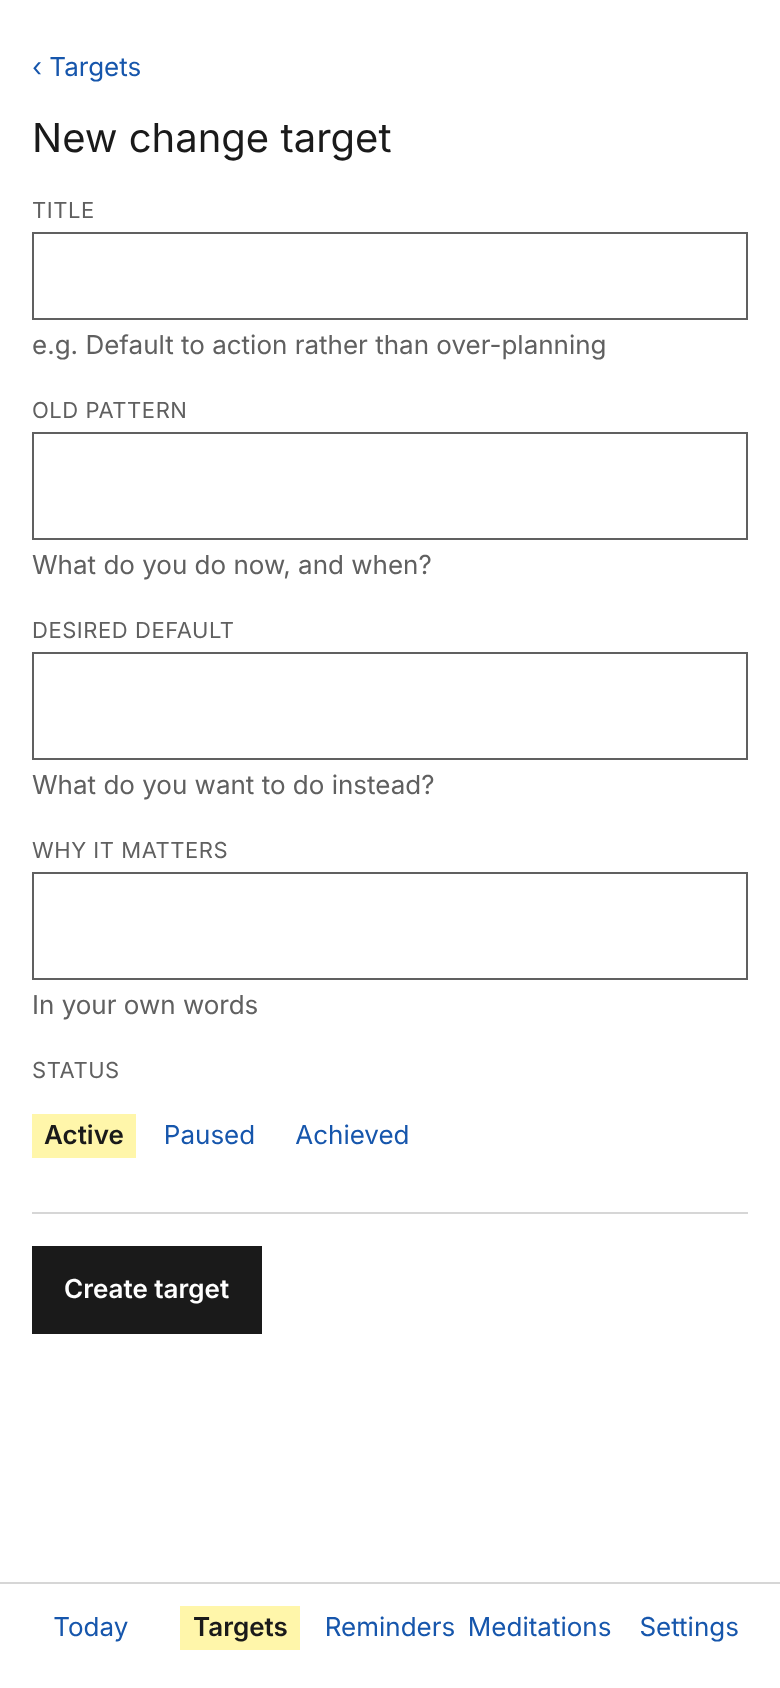 ‹ Targets
New change target
TITLE
e.g. Default to action rather than over-planning
OLD PATTERN
What do you do now, and when?
DESIRED DEFAULT
What do you want to do instead?
WHY IT MATTERS
In your own words
STATUS
Active Paused Achieved
Create target
Today Targets Reminders Meditations Settings